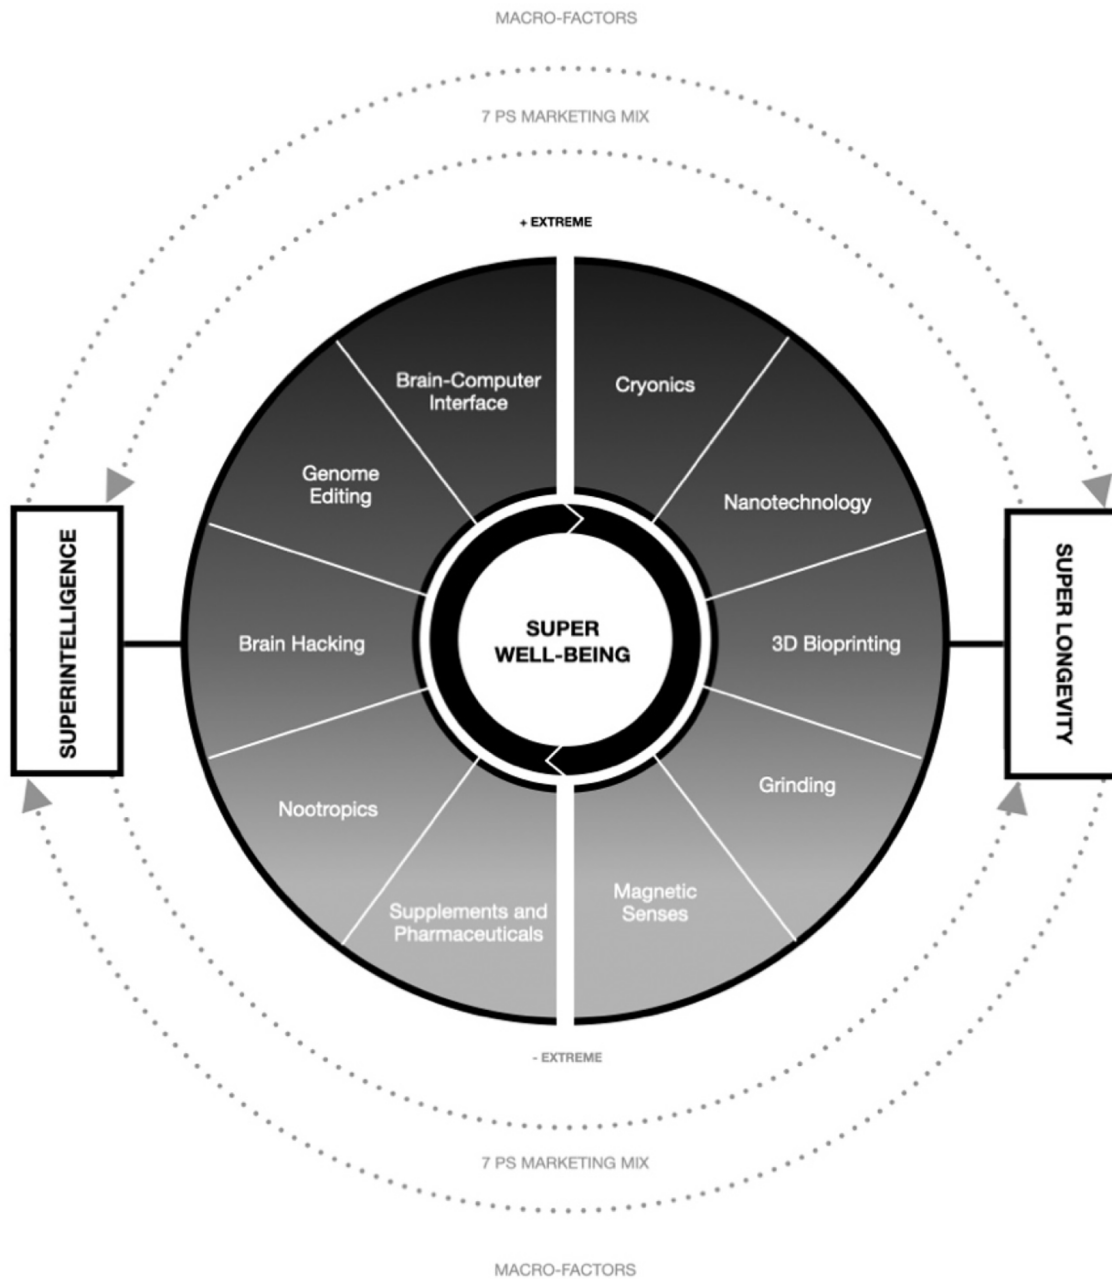 MACRO-FACTORS
7 PS MARKETING MIX
+ EXTREME
Brain-Computer
Interface
Cryonics
Genome
Editing
Nanotechnology
SUPERINTELLIGENCE
Brain Hacking
SUPER
WELL-BEING
3D Bioprinting
SUPER LONGEVITY
Nootropics
Grinding
Supplements and
Pharmaceuticals
Magnetic
Senses
- EXTREME
7 PS MARKETING MIX
MACRO-FACTORS